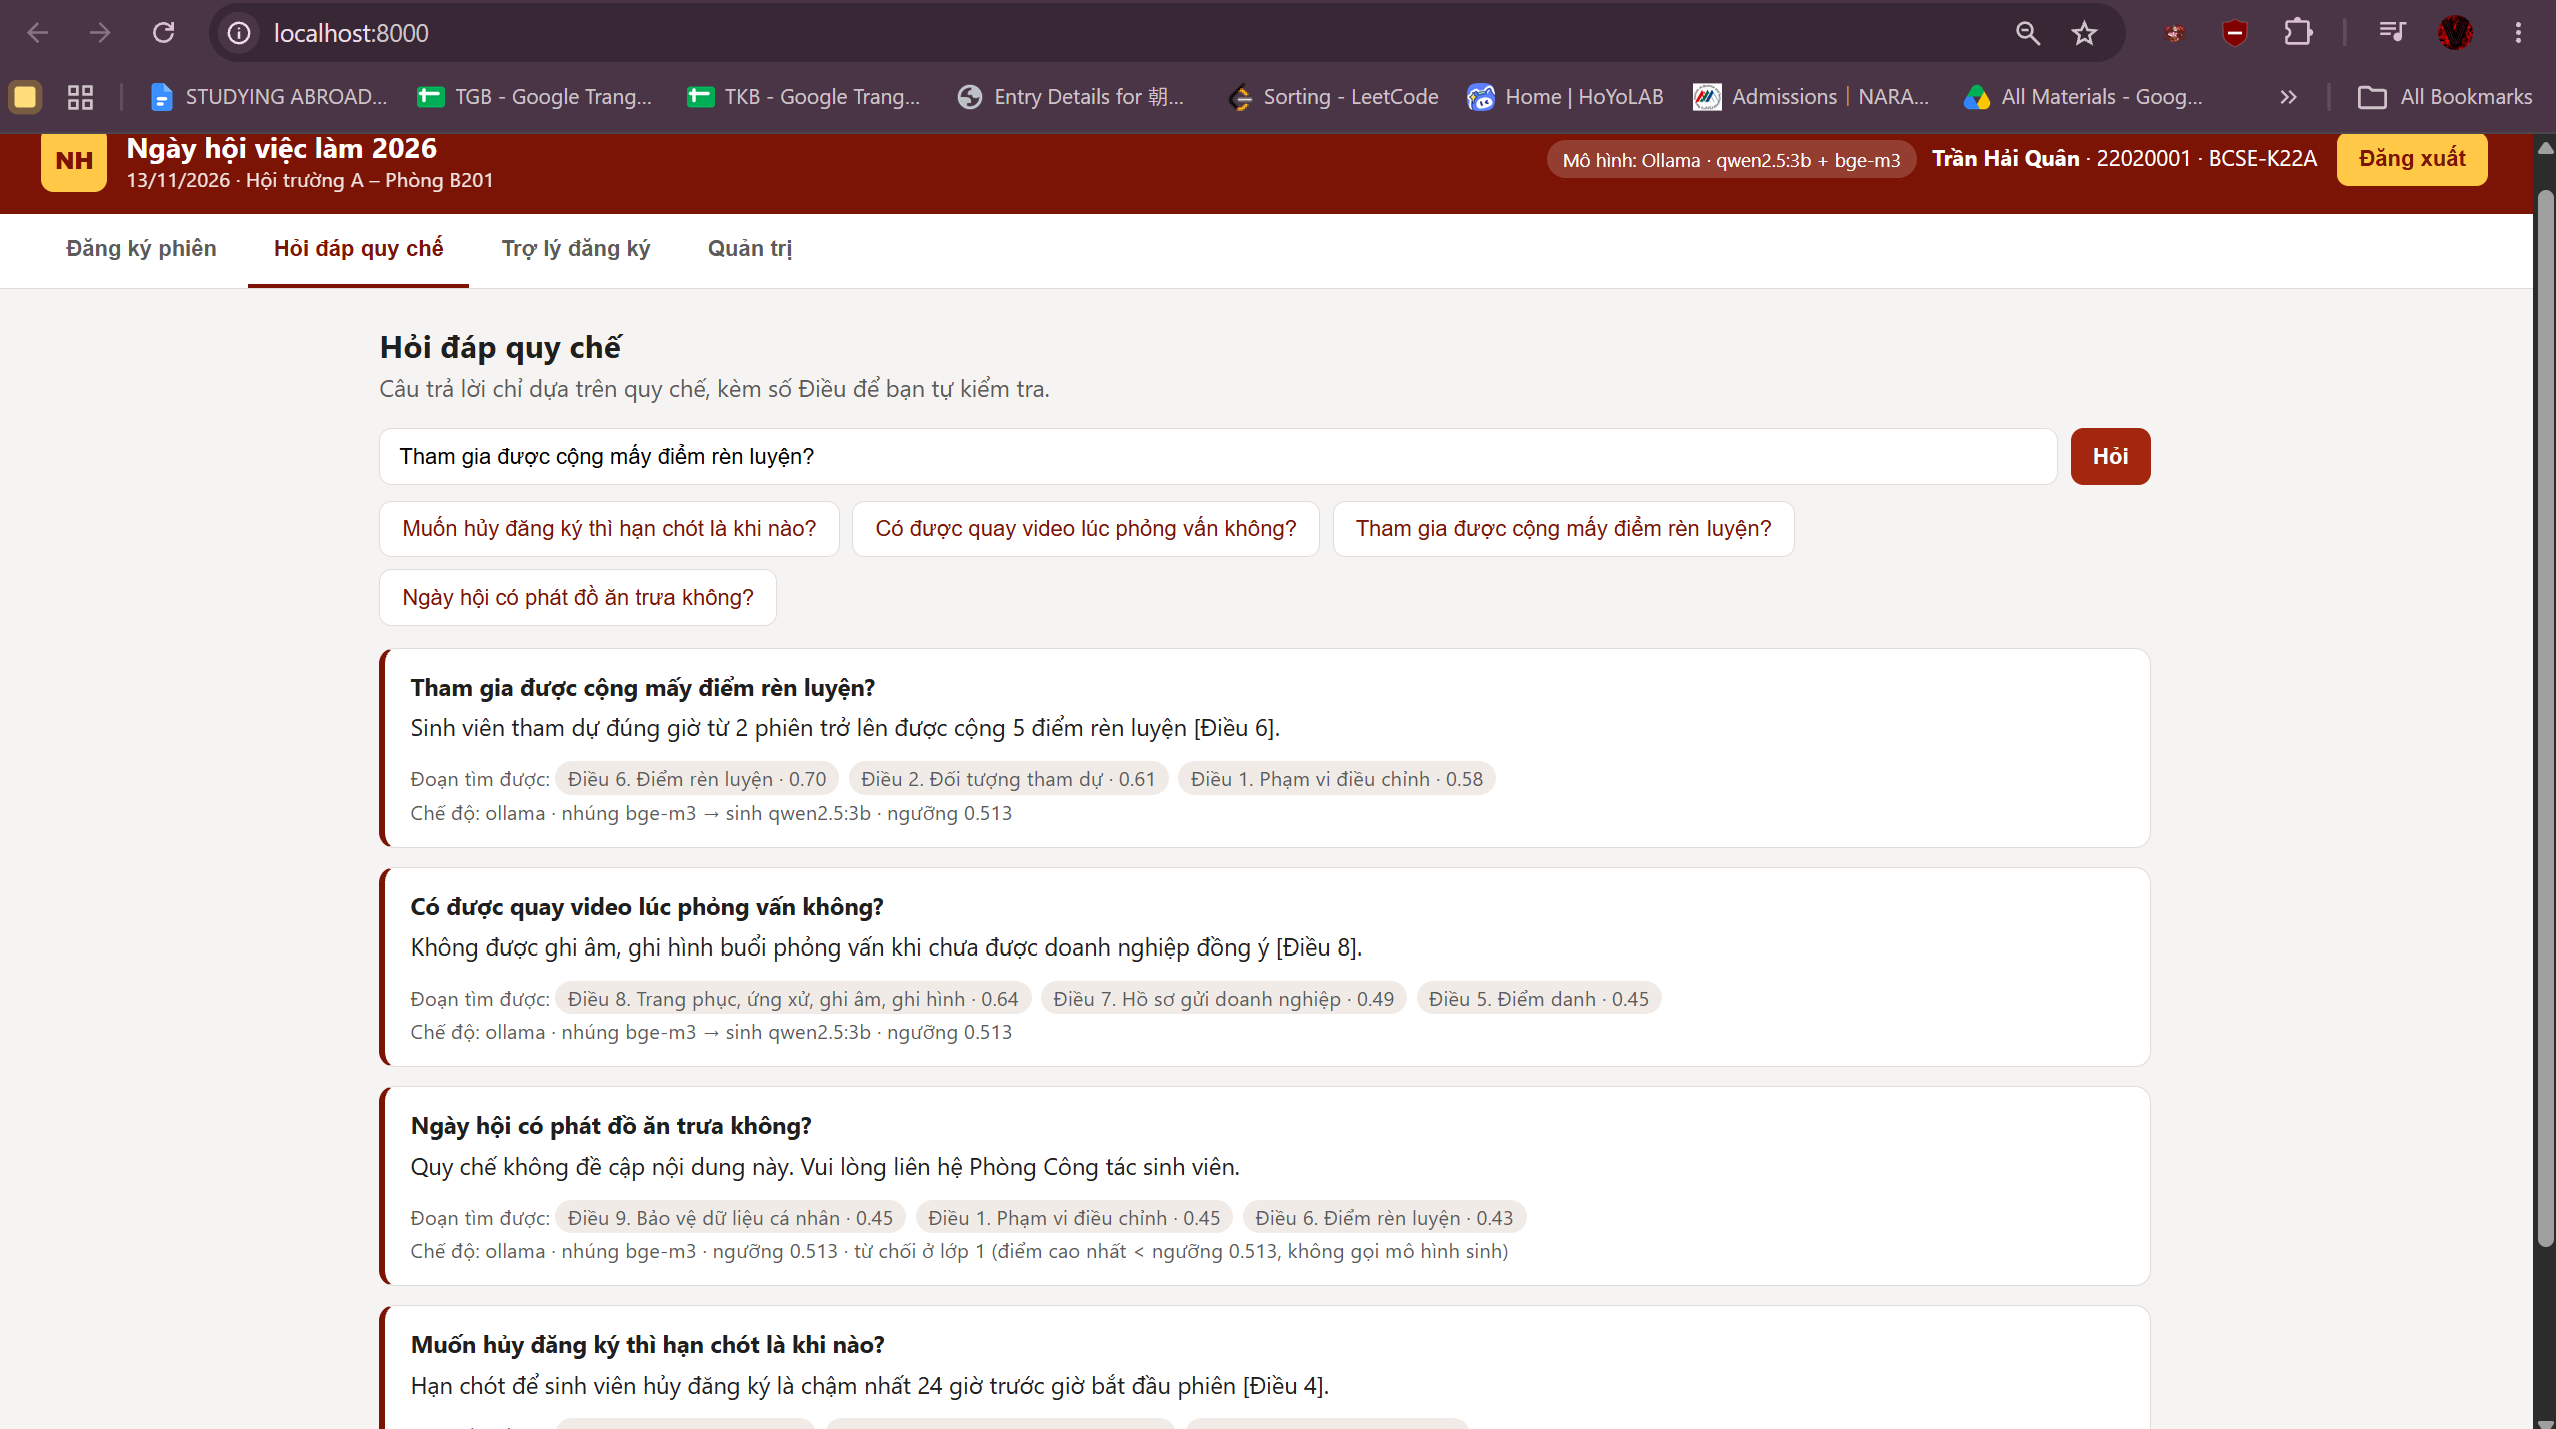 localhost:8000
STUDYING ABROAD...
TGB - Google Trang...
TKB - Google Trang...
Entry Details for 朝...
Sorting - LeetCode
Home | HoYoLAB
Admissions | NARA...
All Materials - Goog...
All Bookmarks
NH
Ngày hội việc làm 2026
13/11/2026 · Hội trường A – Phòng B201
Mô hình: Ollama · qwen2.5:3b + bge-m3
Trần Hải Quân · 22020001 · BCSE-K22A
Đăng xuất
Đăng ký phiên
Hỏi đáp quy chế
Trợ lý đăng ký
Quản trị
Hỏi đáp quy chế
Câu trả lời chỉ dựa trên quy chế, kèm số Điều để bạn tự kiểm tra.
Tham gia được cộng mấy điểm rèn luyện?
Hỏi
Muốn hủy đăng ký thì hạn chót là khi nào?
Có được quay video lúc phỏng vấn không?
Tham gia được cộng mấy điểm rèn luyện?
Ngày hội có phát đồ ăn trưa không?
Tham gia được cộng mấy điểm rèn luyện?
Sinh viên tham dự đúng giờ từ 2 phiên trở lên được cộng 5 điểm rèn luyện [Điều 6].
Đoạn tìm được: Điều 6. Điểm rèn luyện · 0.70 Điều 2. Đối tượng tham dự · 0.61 Điều 1. Phạm vi điều chỉnh · 0.58
Chế độ: ollama · nhúng bge-m3 → sinh qwen2.5:3b · ngưỡng 0.513
Có được quay video lúc phỏng vấn không?
Không được ghi âm, ghi hình buổi phỏng vấn khi chưa được doanh nghiệp đồng ý [Điều 8].
Đoạn tìm được: Điều 8. Trang phục, ứng xử, ghi âm, ghi hình · 0.64 Điều 7. Hồ sơ gửi doanh nghiệp · 0.49 Điều 5. Điểm danh · 0.45
Chế độ: ollama · nhúng bge-m3 → sinh qwen2.5:3b · ngưỡng 0.513
Ngày hội có phát đồ ăn trưa không?
Quy chế không đề cập nội dung này. Vui lòng liên hệ Phòng Công tác sinh viên.
Đoạn tìm được: Điều 9. Bảo vệ dữ liệu cá nhân · 0.45 Điều 1. Phạm vi điều chỉnh · 0.45 Điều 6. Điểm rèn luyện · 0.43
Chế độ: ollama · nhúng bge-m3 · ngưỡng 0.513 · từ chối ở lớp 1 (điểm cao nhất < ngưỡng 0.513, không gọi mô hình sinh)
Muốn hủy đăng ký thì hạn chót là khi nào?
Hạn chót để sinh viên hủy đăng ký là chậm nhất 24 giờ trước giờ bắt đầu phiên [Điều 4].